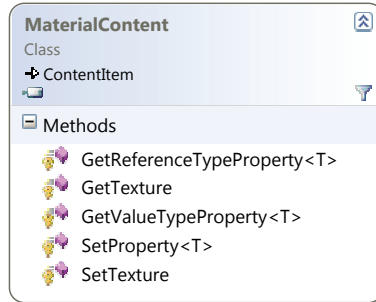 MaterialContent
Class
ContentItem
Methods
GetReferenceTypeProperty<T>
GetTexture
GetValueTypeProperty<T>
SetProperty<T>
SetTexture